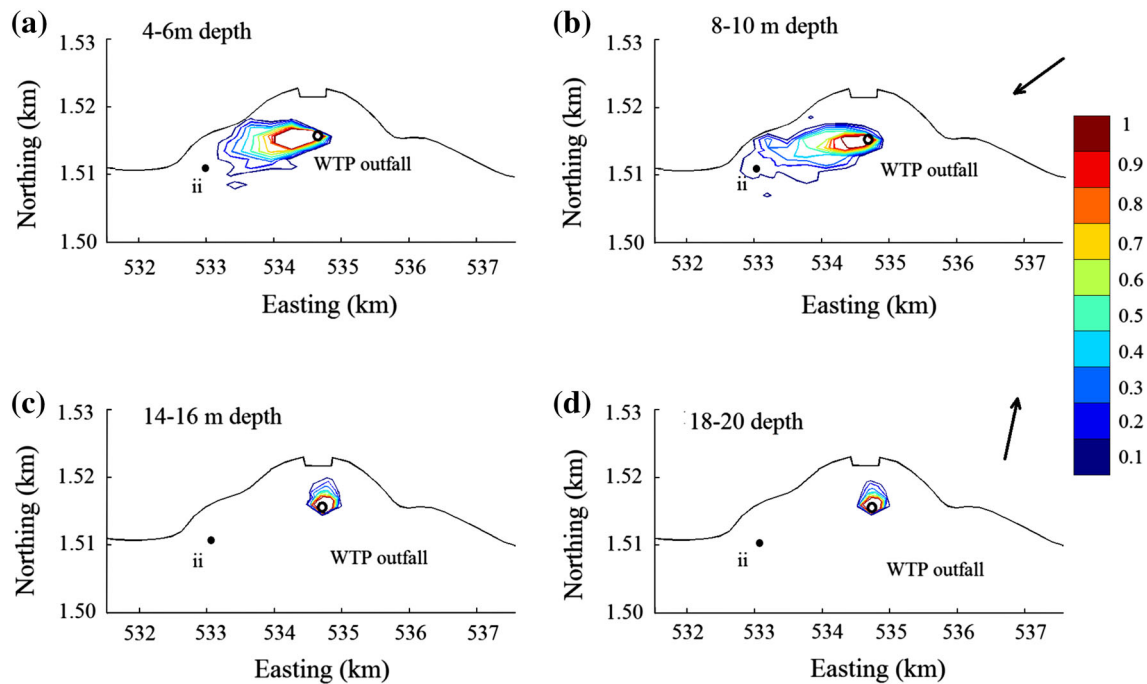 (a)
4-6m depth
1.53
1.52
1.51
1.50
Northing (km)
WTP outfall
ii
532 533 534 535 536 537
Easting (km)
(b)
8-10 m depth
1.53
1.52
1.51
1.50
Northing (km)
WTP outfall
ii
532 533 534 535 536 537
Easting (km)
1
0.9
0.8
0.7
0.6
0.5
0.4
0.3
0.2
0.1
(c)
14-16 m depth
1.53
1.52
1.51
1.50
Northing (km)
WTP outfall
ii
532 533 534 535 536 537
Easting (km)
(d)
18-20 depth
1.53
1.52
1.51
1.50
Northing (km)
WTP outfall
ii
532 533 534 535 536 537
Easting (km)